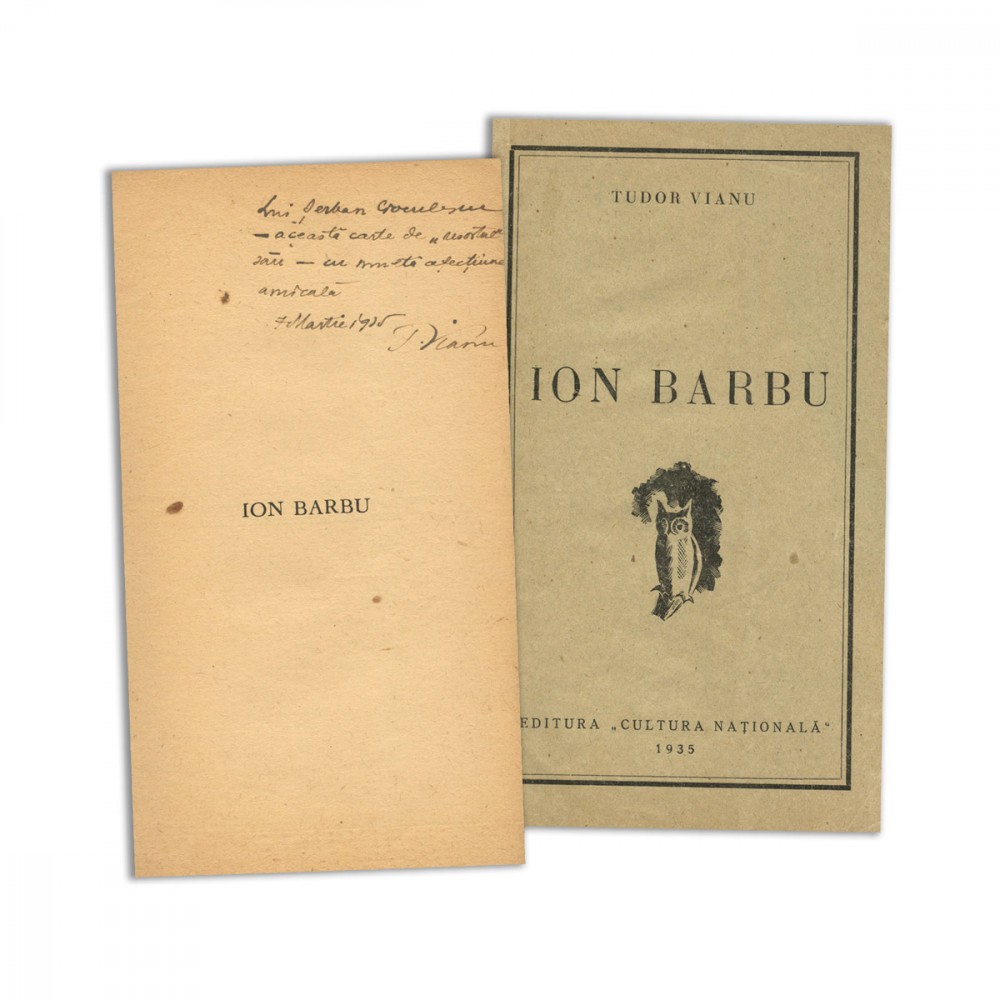 Lui Șerban Cioculescu
— această carte de
său — cu multă afecțiune
amicală
7 Martie 1935
T. Vianu
ION BARBU
TUDOR VIANU
ION BARBU
EDITURA „CULTURA NAȚIONALĂ“
1935